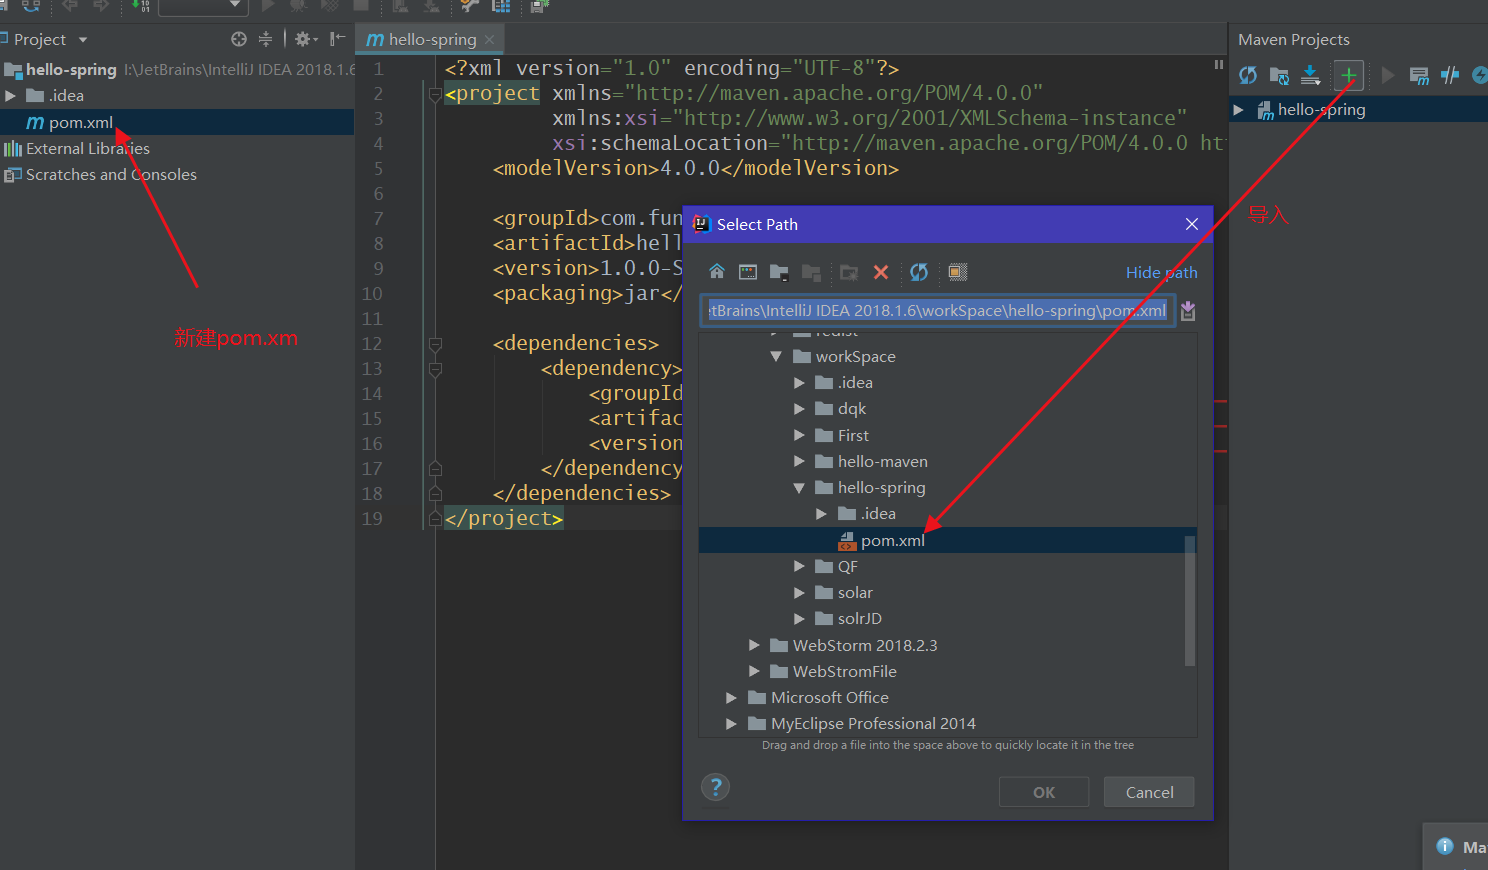 Project
hello-spring
Maven Projects
hello-spring I:\JetBrains\IntelliJ IDEA 2018.1.6
.idea
pom.xml
External Libraries
Scratches and Consoles
新建pom.xm
1 <?xml version="1.0" encoding="UTF-8"?>
2 <project xmlns="http://maven.apache.org/POM/4.0.0"
3 xmlns:xsi="http://www.w3.org/2001/XMLSchema-instance"
4 xsi:schemaLocation="http://maven.apache.org/POM/4.0.0 ht
5 <modelVersion>4.0.0</modelVersion>
6
7 <groupId>com.fun
8 <artifactId>hell
9 <version>1.0.0-S
10 <packaging>jar</
11
12 <dependencies>
13 <dependency>
14 <groupId
15 <artifac
16 <version
17 </dependency
18 </dependencies>
19 </project>
Select Path
Hide path
etBrains\IntelliJ IDEA 2018.1.6\workSpace\hello-spring\pom.xml
redist
workSpace
.idea
dqk
First
hello-maven
hello-spring
.idea
pom.xml
QF
solar
solrJD
WebStorm 2018.2.3
WebStromFile
Microsoft Office
MyEclipse Professional 2014
Drag and drop a file into the space above to quickly locate it in the tree
?
OK
Cancel
hello-spring
导入
Ma